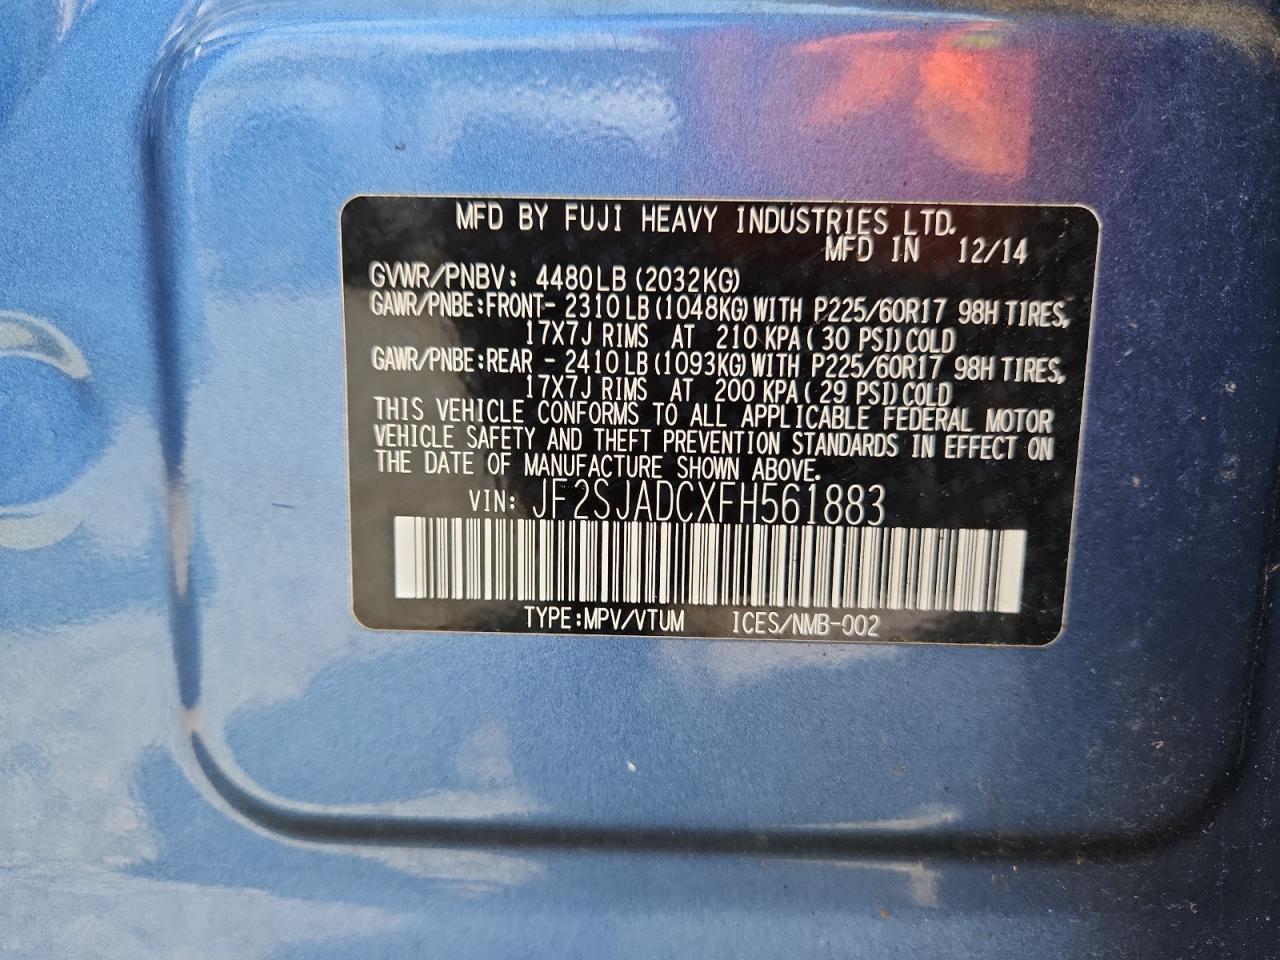 MFD BY FUJI HEAVY INDUSTRIES LTD.
MFD IN 12/14
GVWR/PNBV: 4480LB (2032KG)
GAWR/PNBE:FRONT- 2310LB (1048KG) WITH P225/60R17 98H TIRES,
17X7J RIMS AT 210 KPA( 30 PSI) COLD
GAWR/PNBE:REAR - 2410LB (1093KG) WITH P225/60R17 98H TIRES,
17X7J RIMS AT 200 KPA( 29 PSI) COLD
THIS VEHICLE CONFORMS TO ALL APPLICABLE FEDERAL MOTOR
VEHICLE SAFETY AND THEFT PREVENTION STANDARDS IN EFFECT ON
THE DATE OF MANUFACTURE SHOWN ABOVE.
VIN: JF2SJADCXFH561883
TYPE:MPV/VTUM ICES/NMB-002